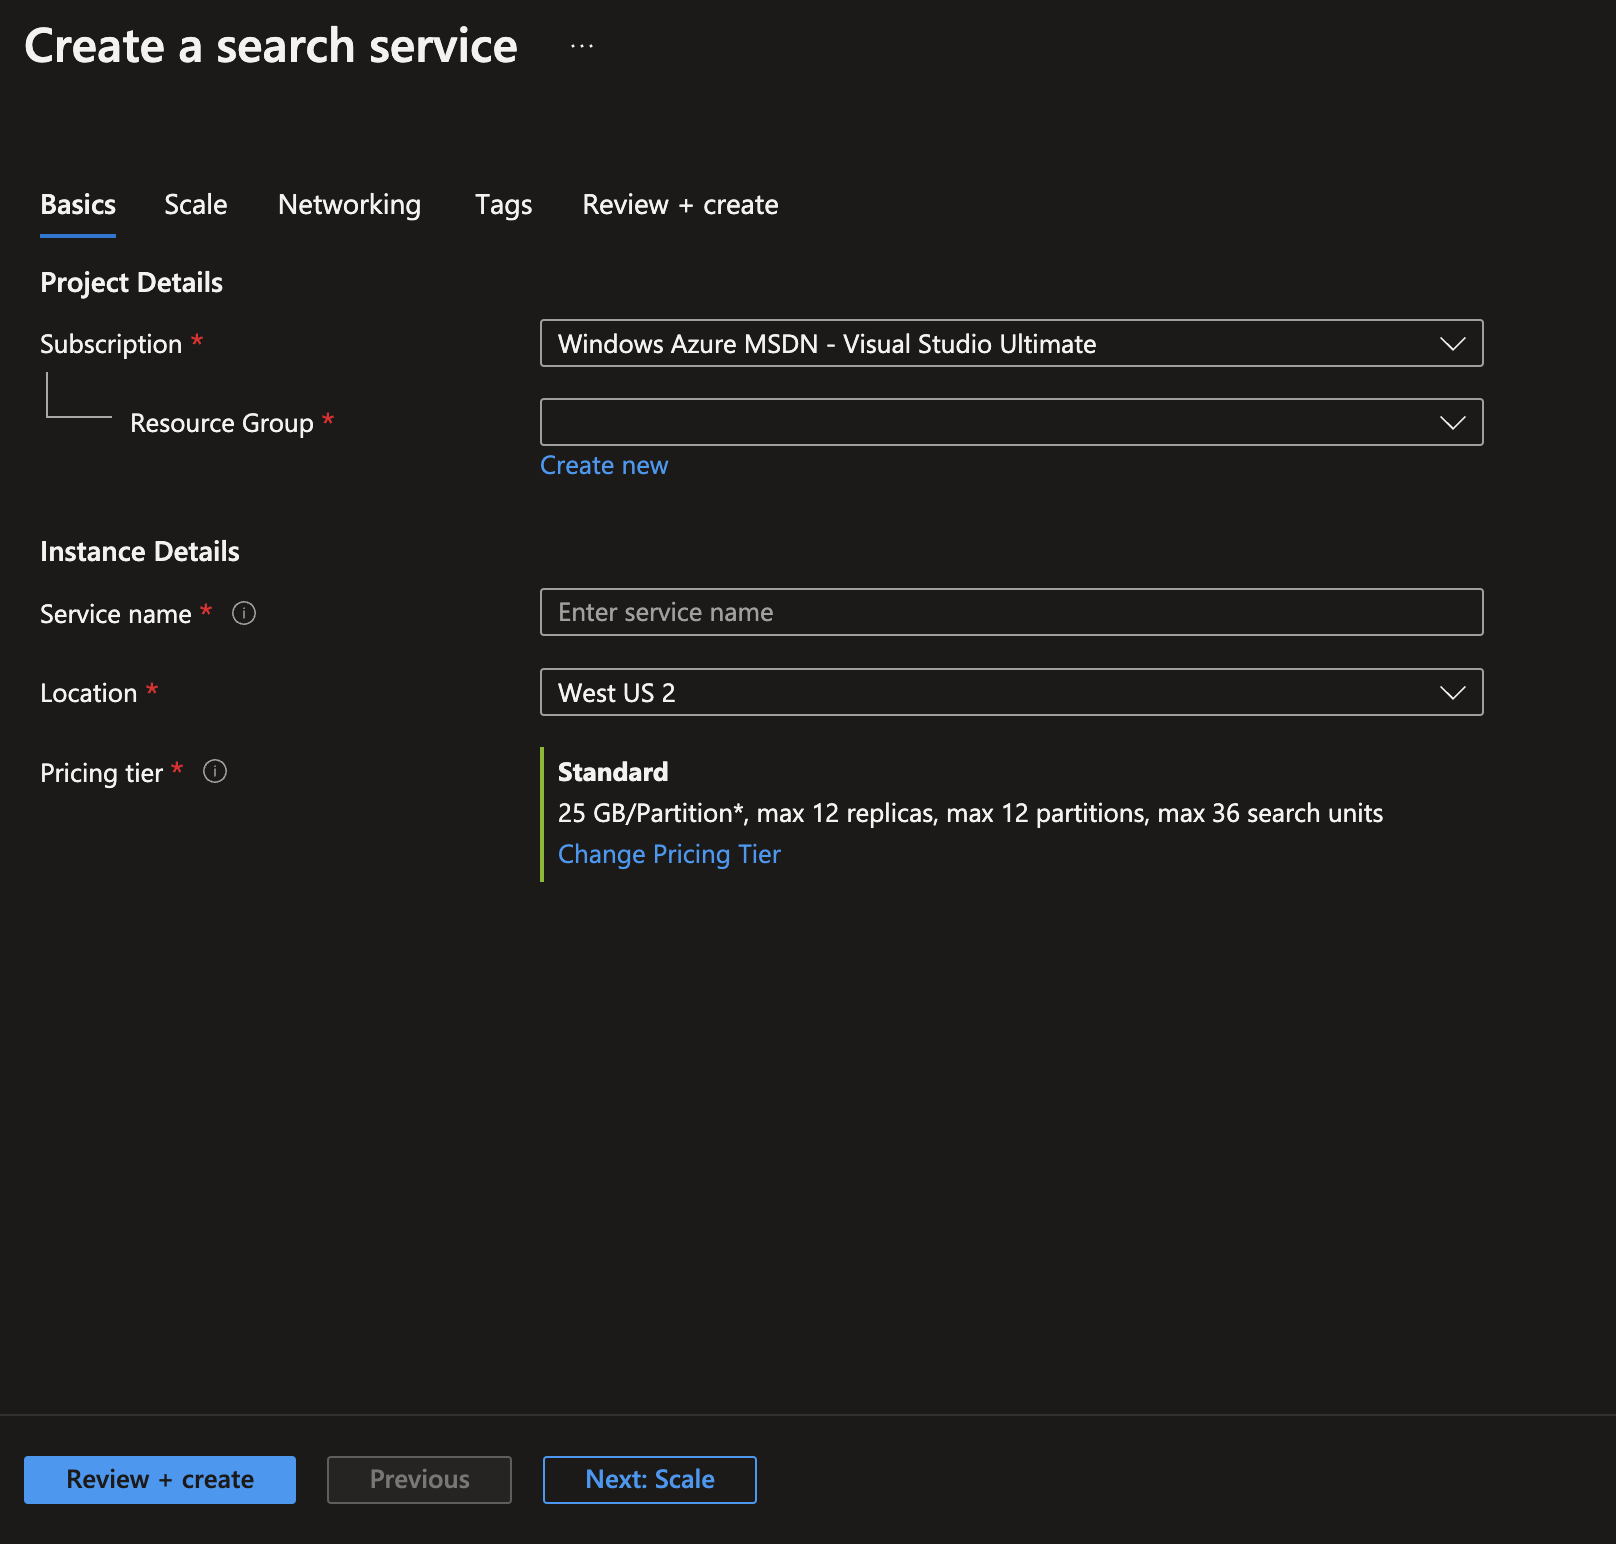 Create a search service ...
Basics Scale Networking Tags Review + create
Project Details
Subscription * Windows Azure MSDN - Visual Studio Ultimate
Resource Group *
Create new
Instance Details
Service name * Enter service name
Location * West US 2
Pricing tier * Standard
25 GB/Partition*, max 12 replicas, max 12 partitions, max 36 search units
Change Pricing Tier
Review + create Previous Next: Scale